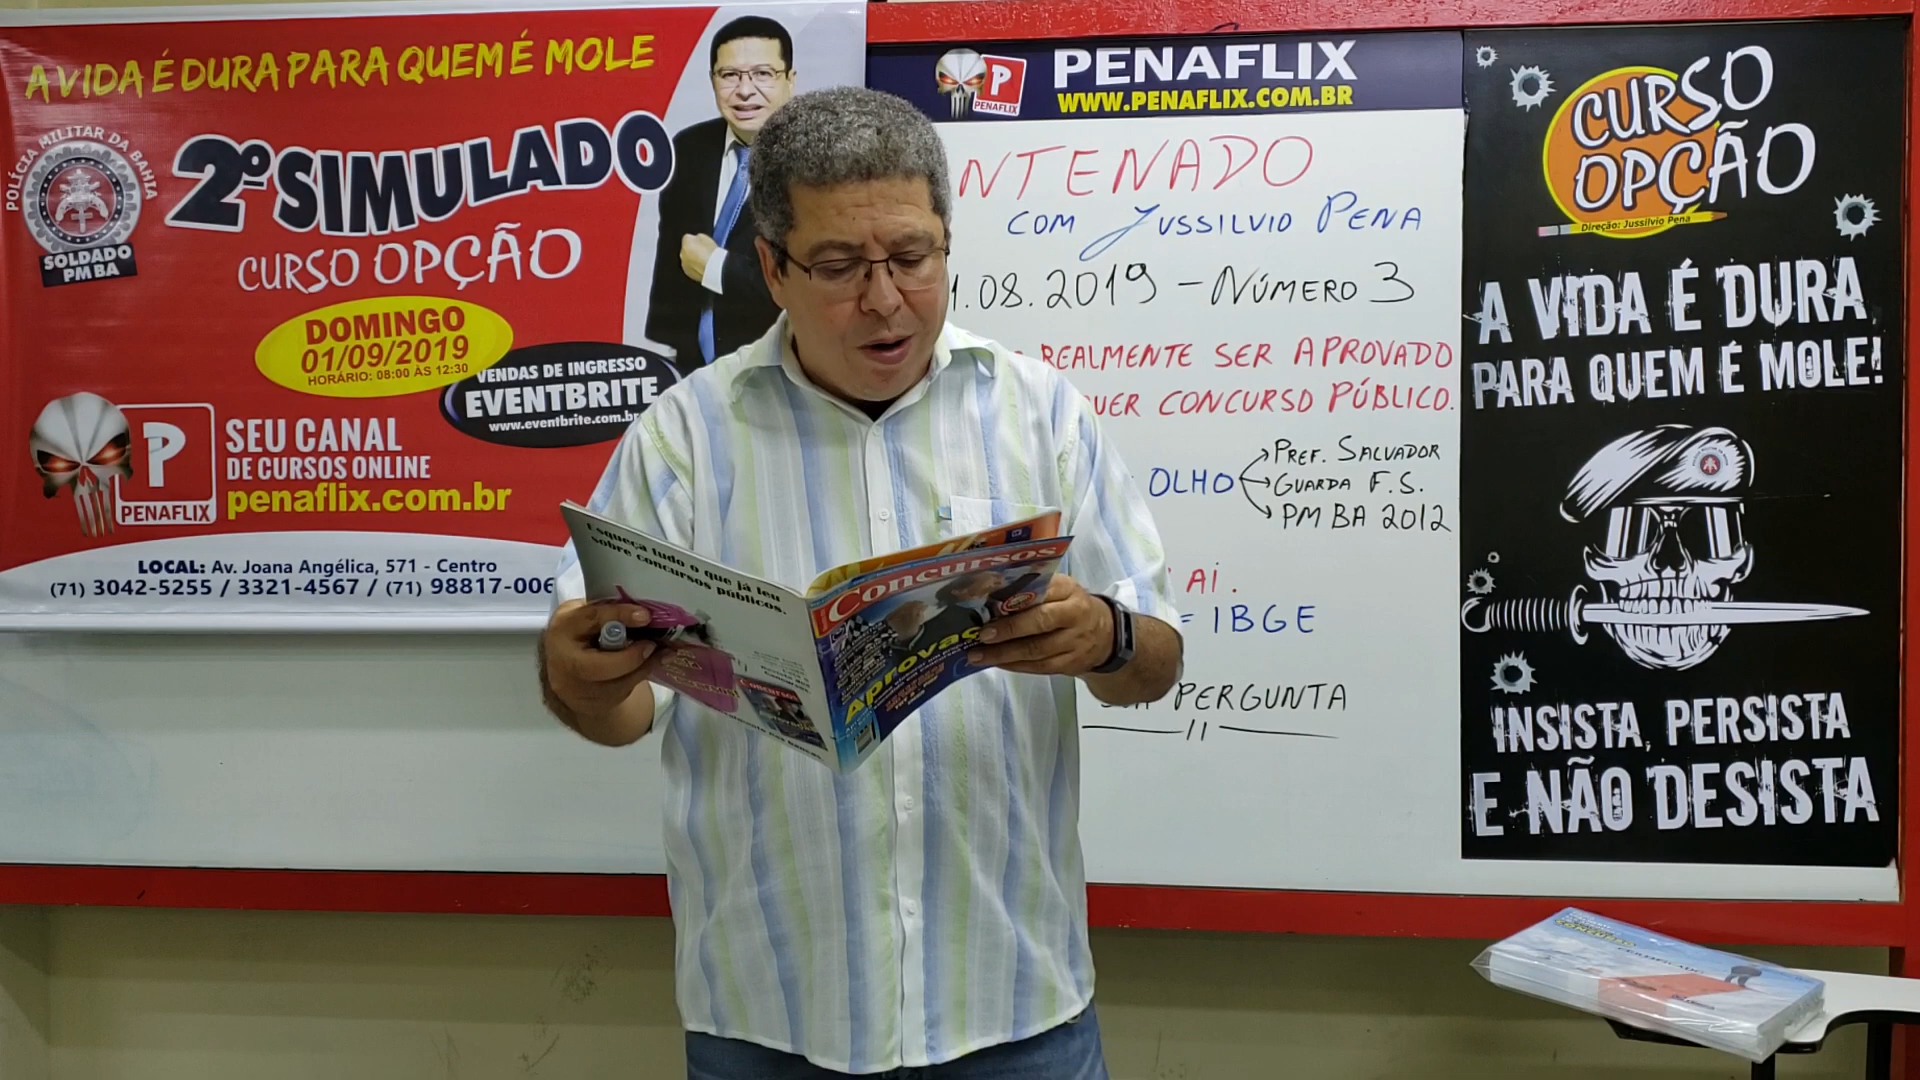 A VIDA É DURA PARA QUEM É MOLE
POLÍCIA MILITAR DA BAHIA
SOLDADO
PM BA
2º SIMULADO
CURSO OPÇÃO
DOMINGO
01/09/2019
HORÁRIO: 08:00 ÀS 12:30
VENDAS DE INGRESSO
EVENTBRITE
www.eventbrite.com.br
P
PENAFLIX
SEU CANAL
DE CURSOS ONLINE
penaflix.com.br
LOCAL: Av. Joana Angélica, 571 - Centro
(71) 3042-5255 / 3321-4567 / (71) 98817-006
P
PENAFLIX
PENAFLIX
WWW.PENAFLIX.COM.BR
NTENADO
COM JUSSILVIO PENA
1.08.2019 - NÚMERO 3
REALMENTE SER APROVADO
UER CONCURSO PÚBLICO.
OLHO
PREF. SALVADOR
GUARDA F.S.
PM BA 2012
AÍ.
= IBGE
PERGUNTA
Esqueça tudo o que já leu
sobre concursos públicos.
Concursos
Aprovaç
CURSO
OPÇÃO
Direção: Jussilvio Pena
A VIDA É DURA
PARA QUEM É MOLE!
INSISTA, PERSISTA
E NÃO DESISTA